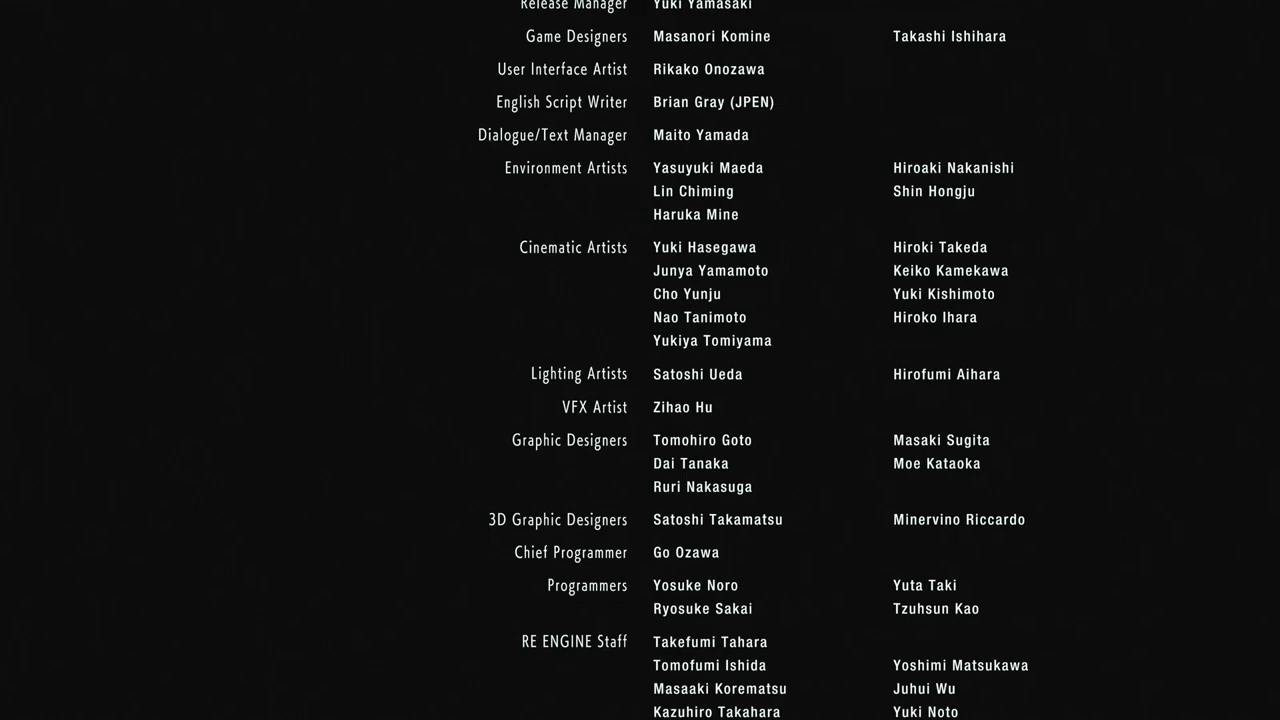 Release Manager Yuki Yamasaki
Game Designers Masanori Komine Takashi Ishihara
User Interface Artist Rikako Onozawa
English Script Writer Brian Gray (JPEN)
Dialogue/Text Manager Maito Yamada
Environment Artists Yasuyuki Maeda Hiroaki Nakanishi
Lin Chiming Shin Hongju
Haruka Mine
Cinematic Artists Yuki Hasegawa Hiroki Takeda
Junya Yamamoto Keiko Kamekawa
Cho Yunju Yuki Kishimoto
Nao Tanimoto Hiroko Ihara
Yukiya Tomiyama
Lighting Artists Satoshi Ueda Hirofumi Aihara
VFX Artist Zihao Hu
Graphic Designers Tomohiro Goto Masaki Sugita
Dai Tanaka Moe Kataoka
Ruri Nakasuga
3D Graphic Designers Satoshi Takamatsu Minervino Riccardo
Chief Programmer Go Ozawa
Programmers Yosuke Noro Yuta Taki
Ryosuke Sakai Tzuhsun Kao
RE ENGINE Staff Takefumi Tahara
Tomofumi Ishida Yoshimi Matsukawa
Masaaki Korematsu Juhui Wu
Kazuhiro Takahara Yuki Noto